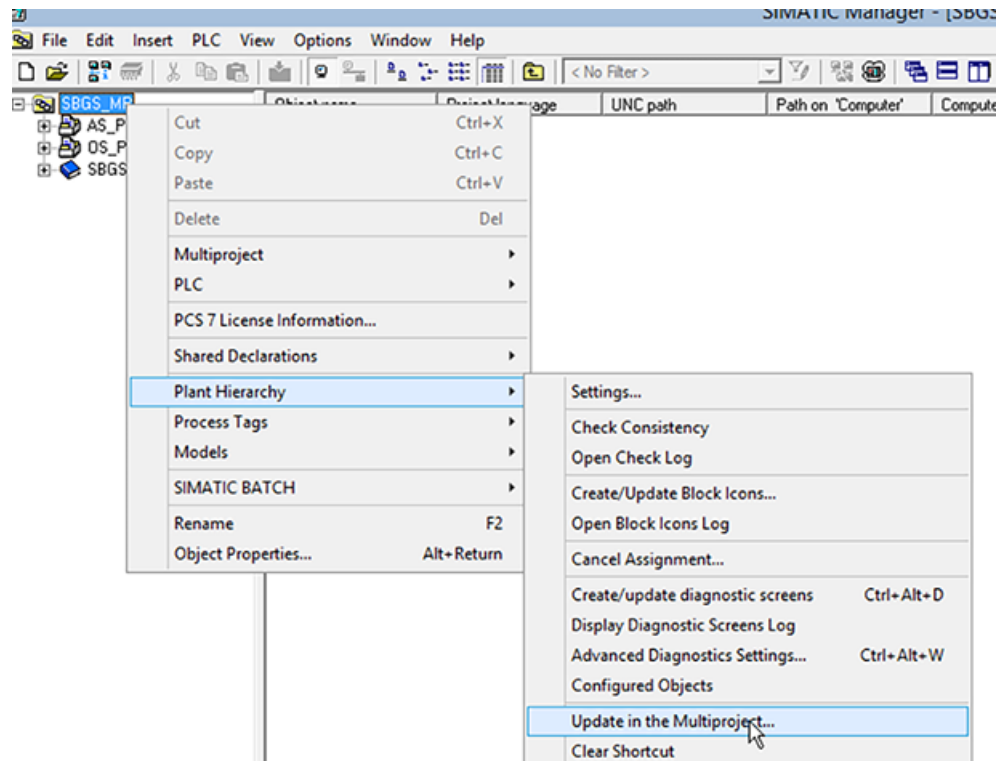 SIMATIC Manager - [SBGS
File Edit Insert PLC View Options Window Help
< No Filter >
SBGS_MP
AS_P
OS_P
SBGS
Object name Project language UNC path Path on 'Computer' Compute
Cut Ctrl+X
Copy Ctrl+C
Paste Ctrl+V
Delete Del
Multiproject
PLC
PCS 7 License Information...
Shared Declarations
Plant Hierarchy
Process Tags
Models
SIMATIC BATCH
Rename F2
Object Properties... Alt+Return
Settings...
Check Consistency
Open Check Log
Create/Update Block Icons...
Open Block Icons Log
Cancel Assignment...
Create/update diagnostic screens Ctrl+Alt+D
Display Diagnostic Screens Log
Advanced Diagnostics Settings... Ctrl+Alt+W
Configured Objects
Update in the Multiproject...
Clear Shortcut